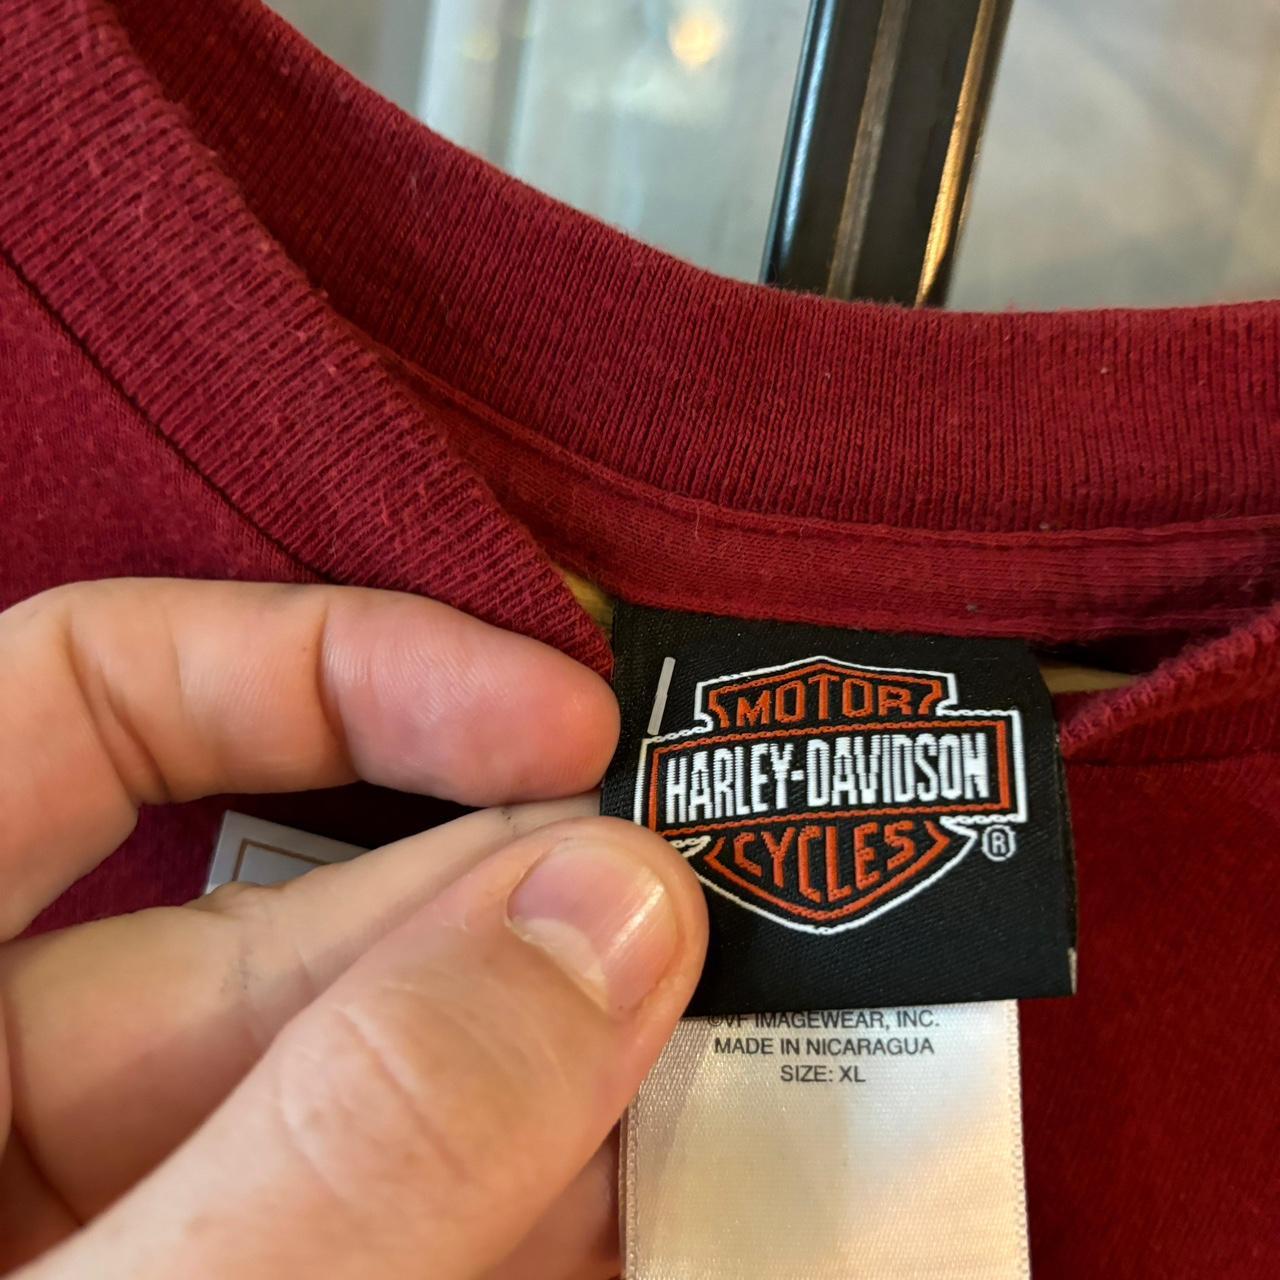 MOTOR
HARLEY-DAVIDSON
CYCLES
®
©VF IMAGEWEAR, INC.
MADE IN NICARAGUA
SIZE: XL